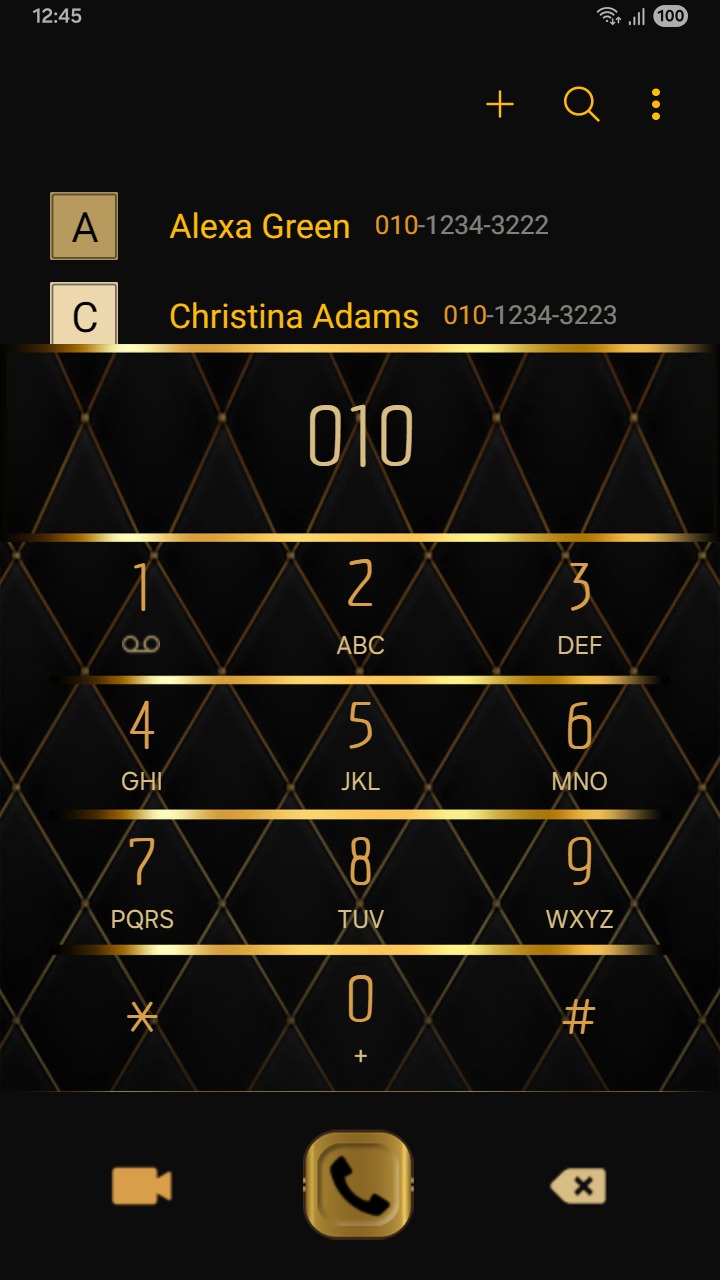 12:45 100
A Alexa Green 010-1234-3222
C Christina Adams 010-1234-3223
010
1 2 3
ABC DEF
4 5 6
GHI JKL MNO
7 8 9
PQRS TUV WXYZ
* 0 #
+